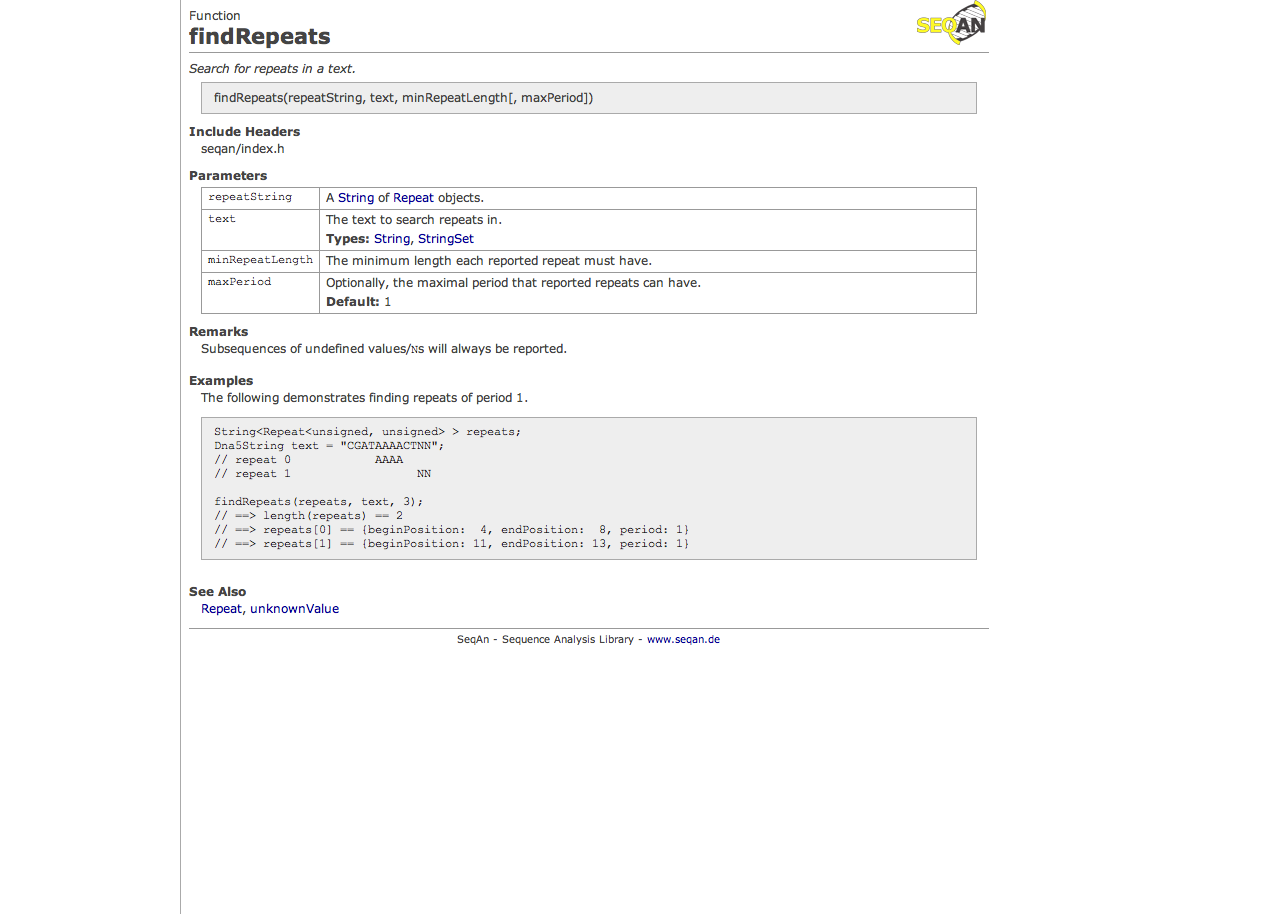 Function
findRepeats
SEQAN
Search for repeats in a text.
findRepeats(repeatString, text, minRepeatLength[, maxPeriod])
Include Headers
seqan/index.h
Parameters
repeatString A String of Repeat objects.
text The text to search repeats in.
Types: String, StringSet
minRepeatLength The minimum length each reported repeat must have.
maxPeriod Optionally, the maximal period that reported repeats can have.
Default: 1
Remarks
Subsequences of undefined values/Ns will always be reported.
Examples
The following demonstrates finding repeats of period 1.
String<Repeat<unsigned, unsigned> > repeats;
Dna5String text = "CGATAAAACTNN";
// repeat 0            AAAA
// repeat 1                  NN
findRepeats(repeats, text, 3);
// ==> length(repeats) == 2
// ==> repeats[0] == {beginPosition:  4, endPosition:  8, period: 1}
// ==> repeats[1] == {beginPosition: 11, endPosition: 13, period: 1}
See Also
Repeat, unknownValue
SeqAn - Sequence Analysis Library - www.seqan.de